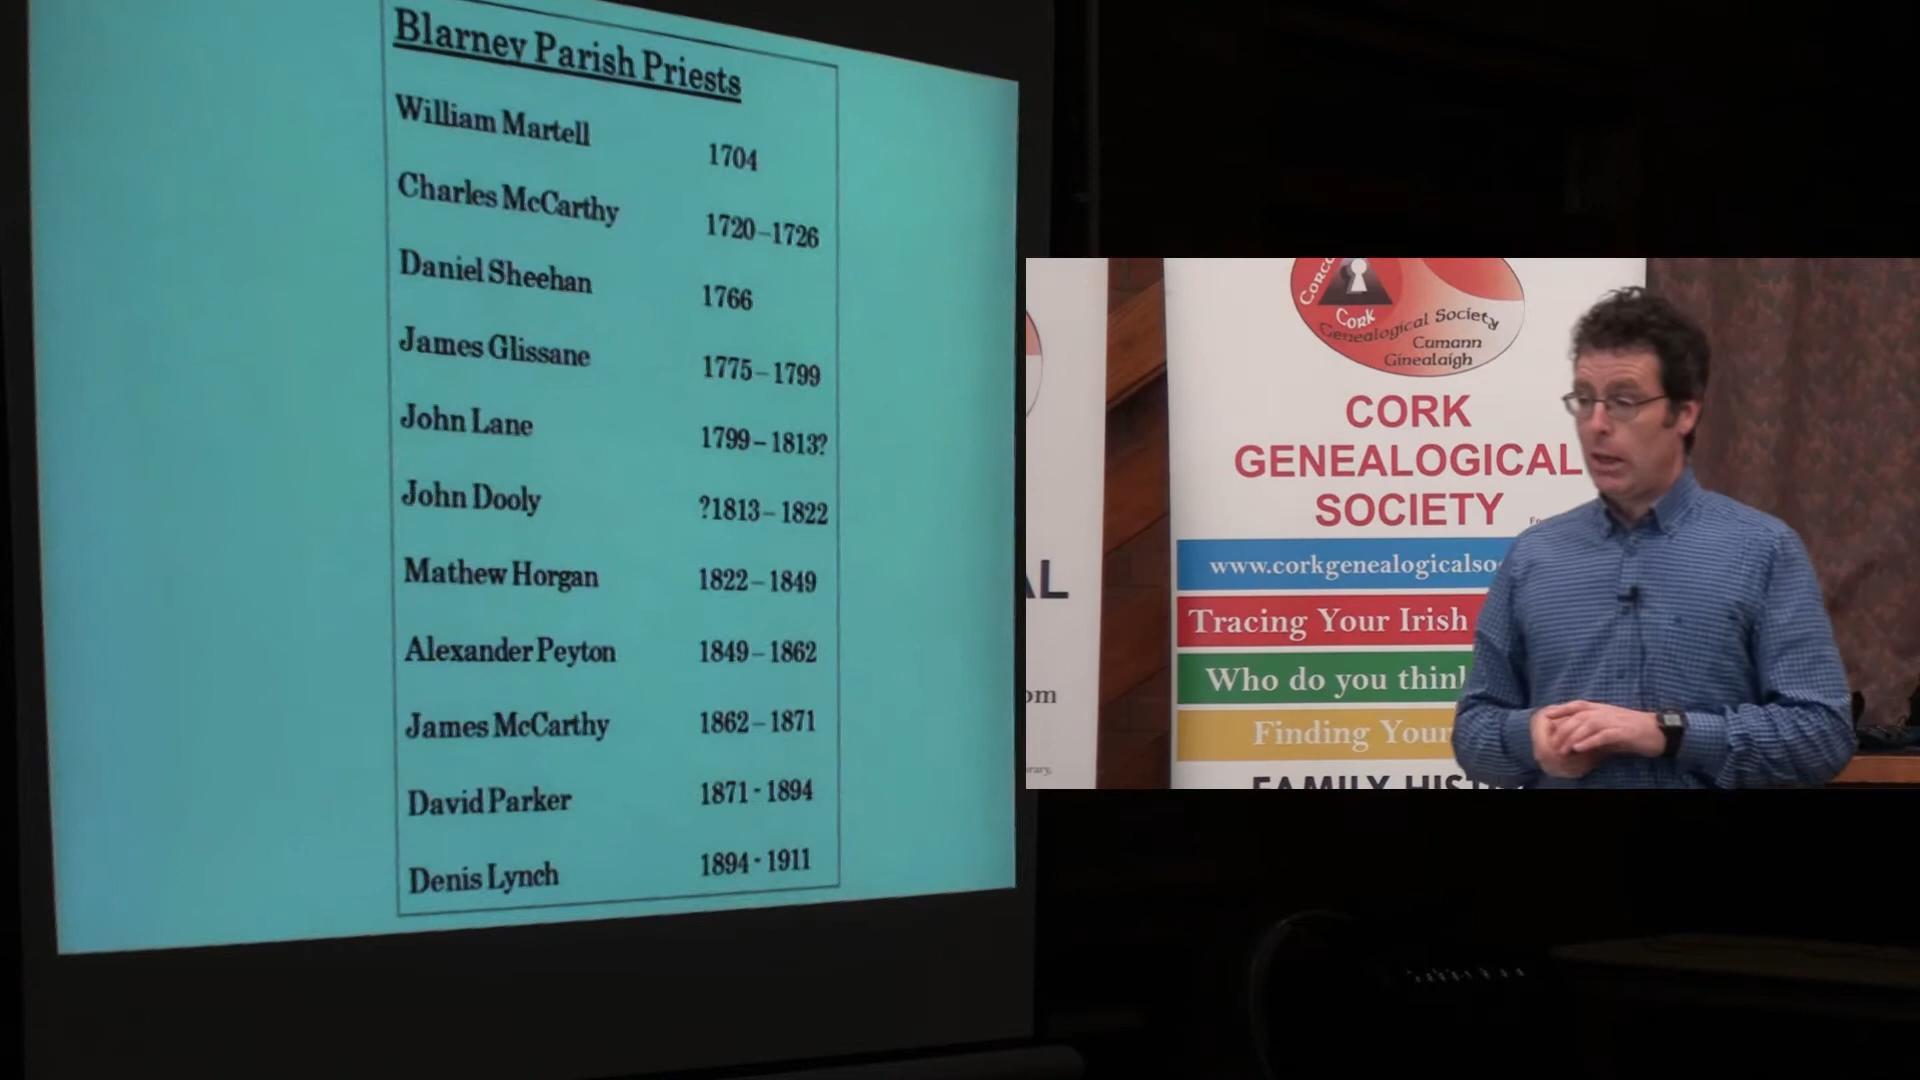 Blarney Parish Priests
William Martell 1704
Charles McCarthy 1720–1726
Daniel Sheehan 1766
James Glissane 1775–1799
John Lane 1799–1813?
John Dooly ?1813–1822
Mathew Horgan 1822–1849
Alexander Peyton 1849–1862
James McCarthy 1862–1871
David Parker 1871-1894
Denis Lynch 1894-1911
Cork
Genealogical Society
Cumann
Ginealaigh
CORK
GENEALOGICAL
SOCIETY
www.corkgenealogicalso
Tracing Your Irish
Who do you thin
Finding Your
FAMILY HIST
AL
om